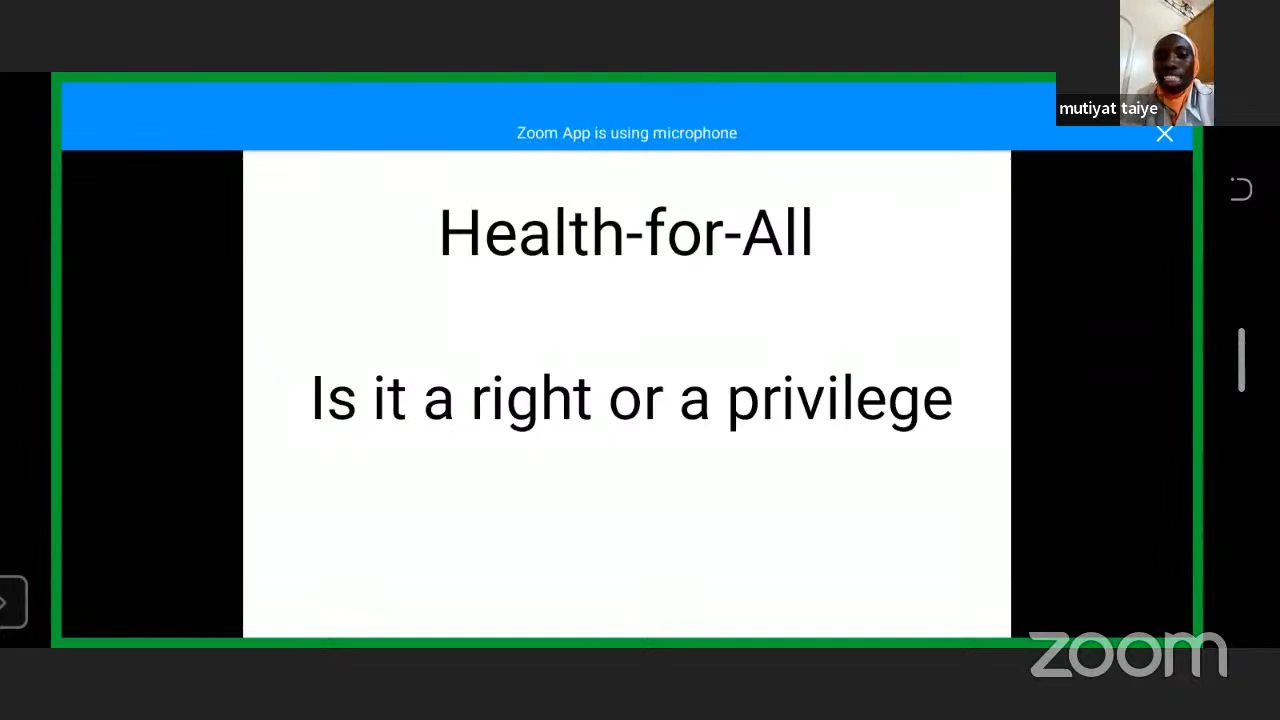 mutiyat taiye
Zoom App is using microphone
Health-for-All
Is it a right or a privilege
zoom